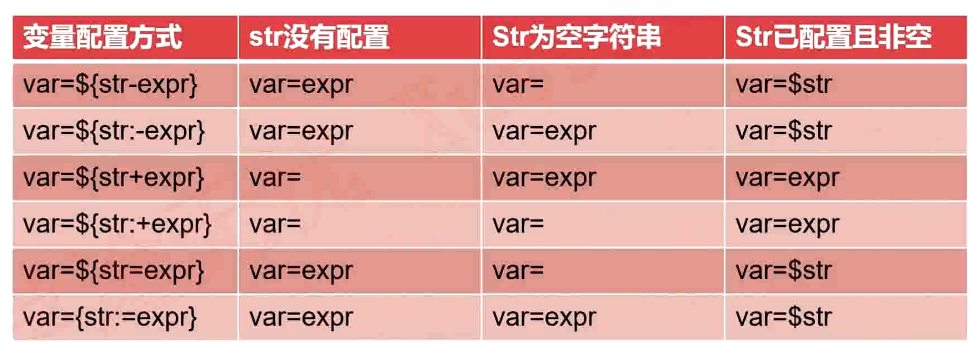 变量配置方式 str没有配置 Str为空字符串 Str已配置且非空
var=${str-expr} var=expr var= var=$str
var=${str:-expr} var=expr var=expr var=$str
var=${str+expr} var= var=expr var=expr
var=${str:+expr} var= var= var=expr
var=${str=expr} var=expr var= var=$str
var={str:=expr} var=expr var=expr var=$str